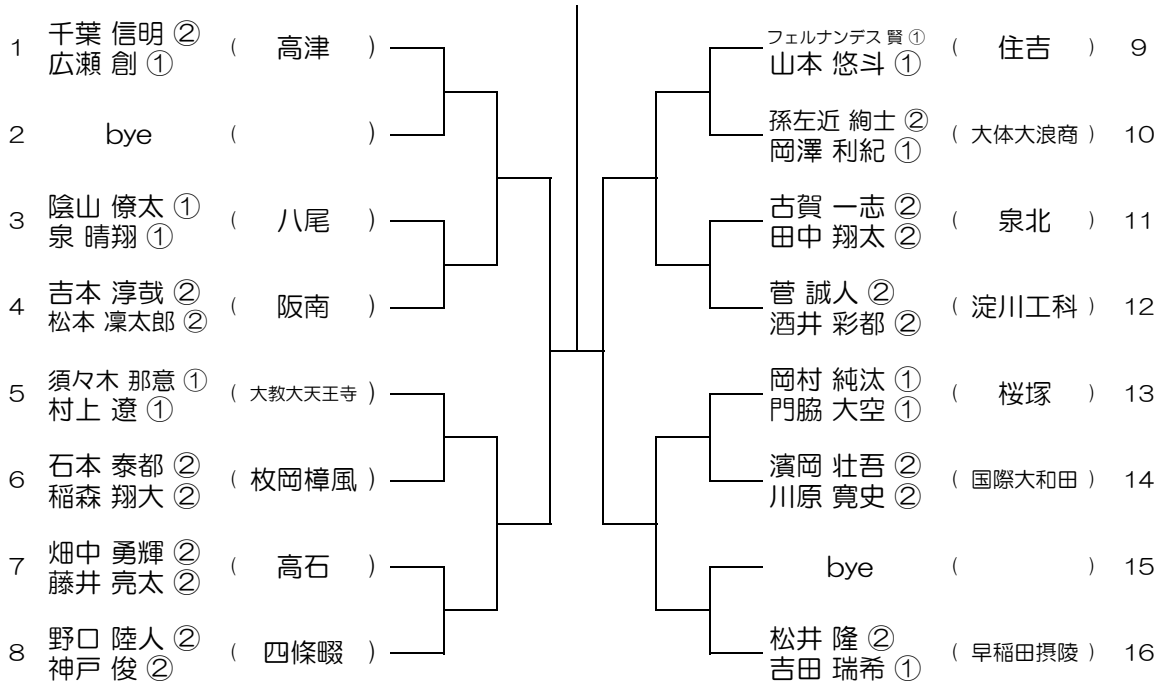 1 千葉 信明 ② ( 高津 )
広瀬 創 ①
2 bye ( )
3 陰山 僚太 ① ( 八尾 )
泉 晴翔 ①
4 吉本 淳哉 ② ( 阪南 )
松本 凜太郎 ②
5 須々木 那意 ① ( 大教大天王寺 )
村上 遼 ①
6 石本 泰都 ② ( 枚岡樟風 )
稲森 翔大 ②
7 畑中 勇輝 ② ( 高石 )
藤井 亮太 ②
8 野口 陸人 ② ( 四條畷 )
神戸 俊 ②
フェルナンデス 賢 ① ( 住吉 ) 9
山本 悠斗 ①
孫左近 絢士 ② ( 大体大浪商 ) 10
岡澤 利紀 ①
古賀 一志 ② ( 泉北 ) 11
田中 翔太 ②
菅 誠人 ② ( 淀川工科 ) 12
酒井 彩都 ②
岡村 純汰 ① ( 桜塚 ) 13
門脇 大空 ①
濱岡 壮吾 ② ( 国際大和田 ) 14
川原 寛史 ②
bye ( ) 15
松井 隆 ② ( 早稲田摂陵 ) 16
吉田 瑞希 ①